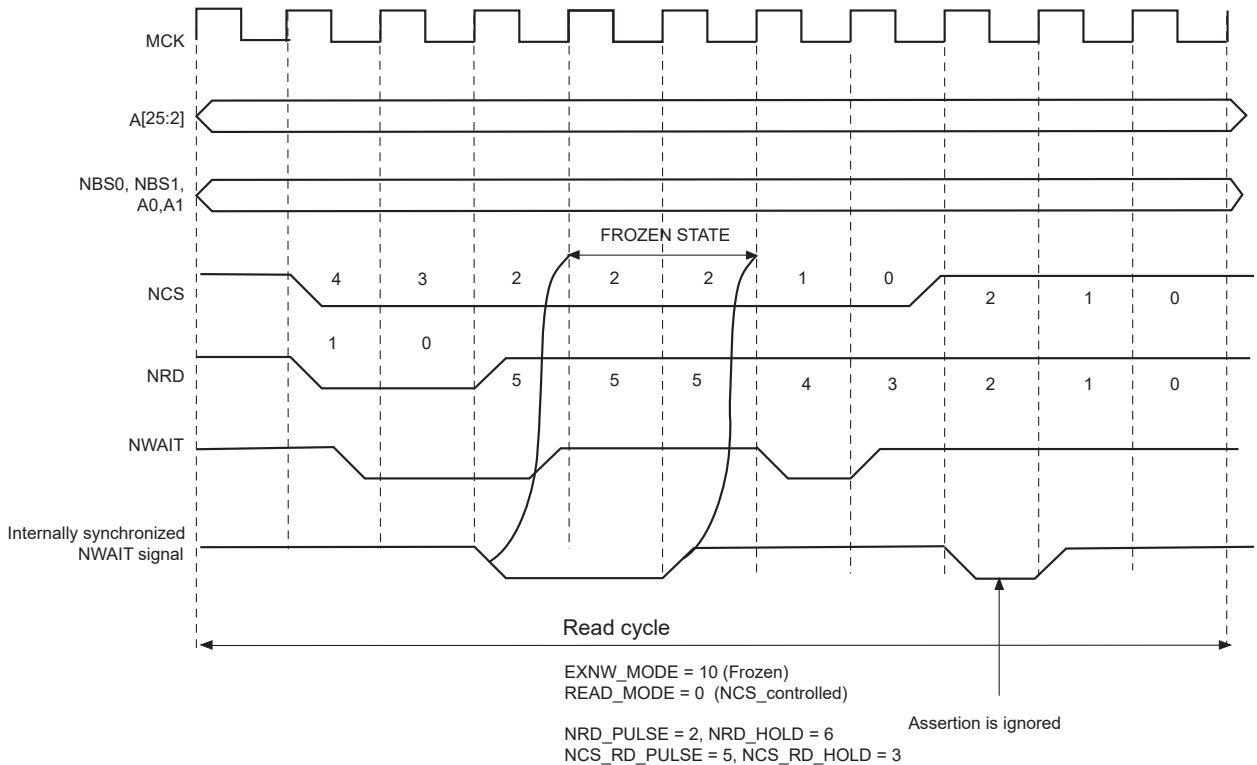 MCK
A[25:2]
NBS0, NBS1,
A0,A1
FROZEN STATE
NCS
4 3 2 2 2 1 0
2 1 0
1 0
NRD
5 5 5 4 3 2 1 0
NWAIT
Internally synchronized
NWAIT signal
Read cycle
EXNW_MODE = 10 (Frozen)
READ_MODE = 0 (NCS_controlled)
Assertion is ignored
NRD_PULSE = 2, NRD_HOLD = 6
NCS_RD_PULSE = 5, NCS_RD_HOLD = 3